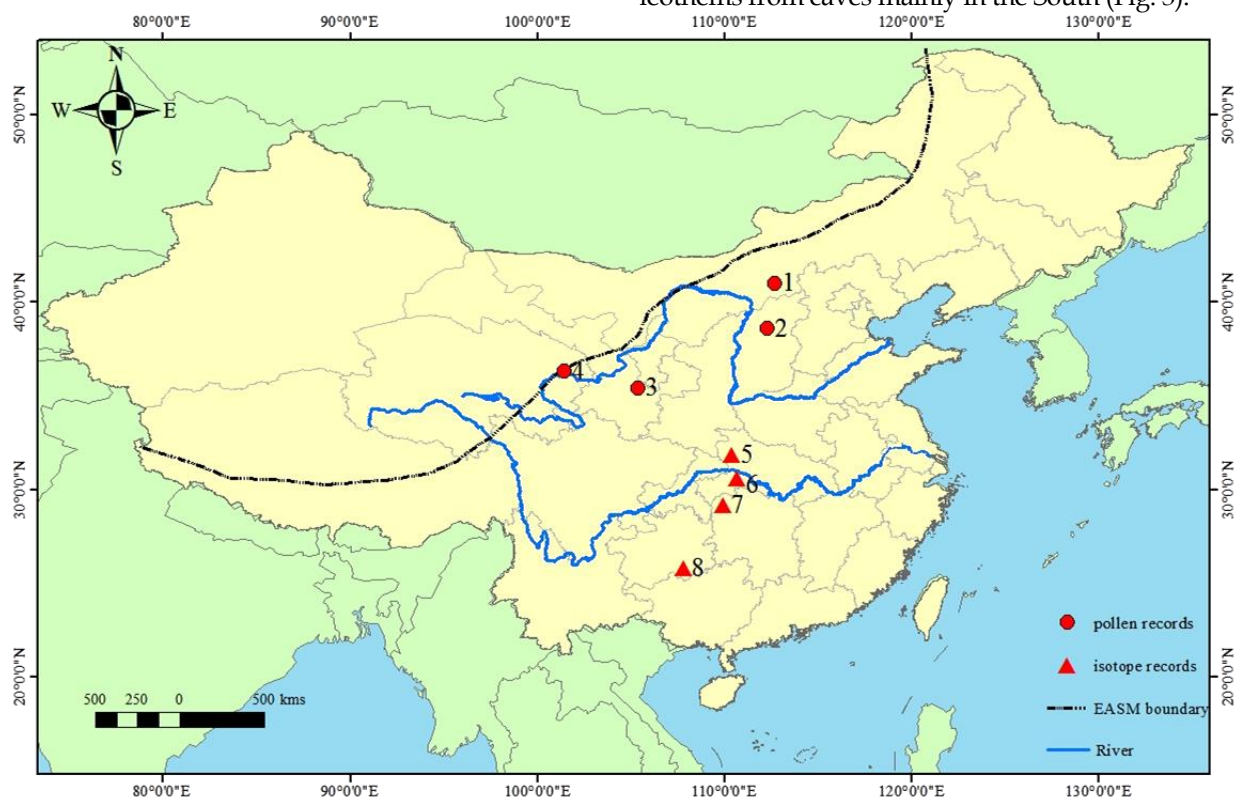 leothems from caves mainly in the South (Fig. 3).
80°0'0"E 90°0'0"E 100°0'0"E 110°0'0"E 120°0'0"E 130°0'0"E
N
W E
S
50°0'0"N 50°0'0"N
1
40°0'0"N 40°0'0"N
2
4
3
5
6
30°0'0"N 30°0'0"N
7
8
pollen records
isotope records
20°0'0"N 20°0'0"N
500 250 0 500 kms
EASM boundary
River
80°0'0"E 90°0'0"E 100°0'0"E 110°0'0"E 120°0'0"E 130°0'0"E